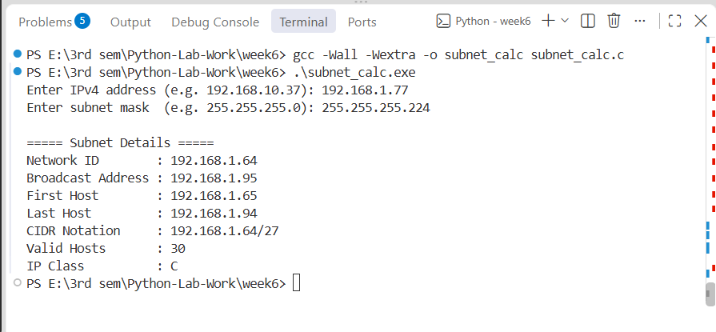 Problems 5 Output Debug Console Terminal Ports Python - week6
PS E:\3rd sem\Python-Lab-Work\week6> gcc -Wall -Wextra -o subnet_calc subnet_calc.c
PS E:\3rd sem\Python-Lab-Work\week6> .\subnet_calc.exe
Enter IPv4 address (e.g. 192.168.10.37): 192.168.1.77
Enter subnet mask  (e.g. 255.255.255.0): 255.255.255.224

===== Subnet Details =====
Network ID        : 192.168.1.64
Broadcast Address : 192.168.1.95
First Host        : 192.168.1.65
Last Host         : 192.168.1.94
CIDR Notation     : 192.168.1.64/27
Valid Hosts       : 30
IP Class          : C
PS E:\3rd sem\Python-Lab-Work\week6>